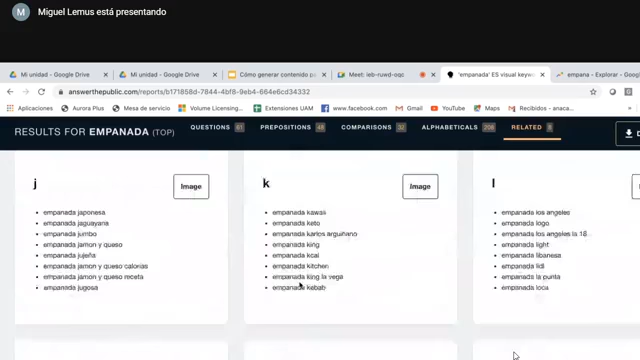 M Miguel Lemus está presentando
Mi unidad - Google Drive
Mi unidad - Google Drive
Cómo generar contenido pa
Meet: ieb-ruwd-oqc
'empanada' ES visual keyw
empana - Explorar - Goog
answerthepublic.com/reports/b171858d-7844-4bf8-9eb4-664e6cd34332
Aplicaciones Aurora Plus Mesa de servicio Volume Licensing... Extensiones UAM www.facebook.com Gmail YouTube Maps Recibidos - anaca...
RESULTS FOR EMPANADA (TOP) QUESTIONS 61 PREPOSITIONS 48 COMPARISONS 32 ALPHABETICALS RELATED
j Image
empanada japonesa
empanada jaguayana
empanada jumbo
empanada jamon y queso
empanada jujeña
empanada jamon y queso calorias
empanada jamon y queso receta
empanada jugosa
k Image
empanada kawaii
empanada keto
empanada karlos arguiñano
empanada king
empanada kcal
empanada kitchen
empanada king la vega
empanada kebab
l
empanada los angeles
empanada logo
empanada los angeles la 18
empanada light
empanada libanesa
empanada lidl
empanada la punta
empanada loca